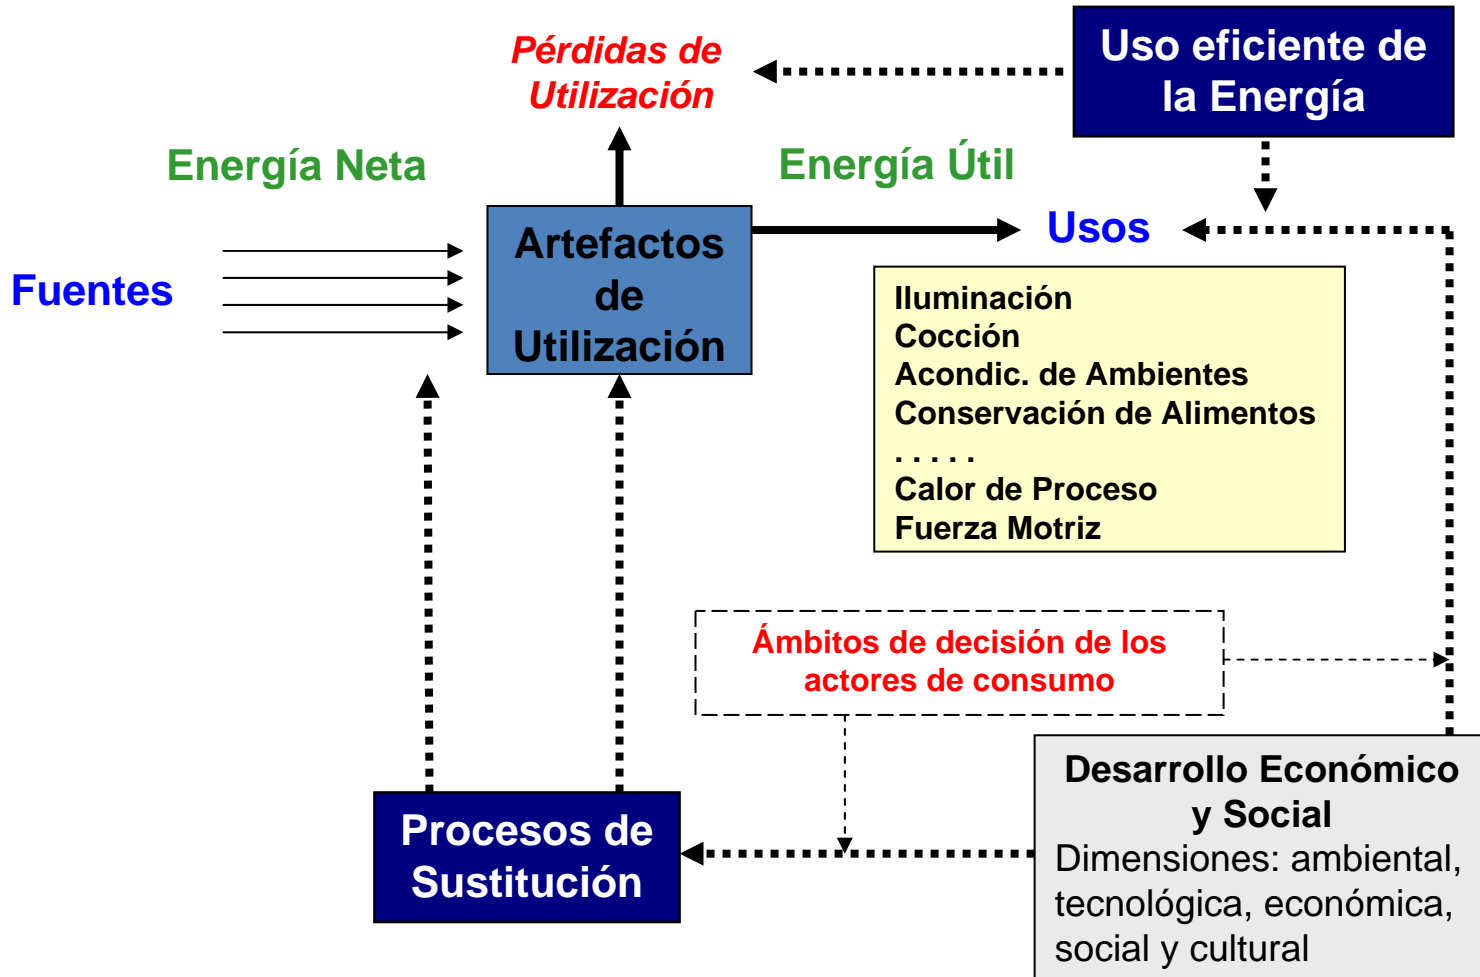 Pérdidas de
Utilización
Uso eficiente de
la Energía
Energía Neta
Energía Útil
Fuentes
Artefactos
de
Utilización
Usos
Iluminación
Cocción
Acondic. de Ambientes
Conservación de Alimentos
. . . . .
Calor de Proceso
Fuerza Motriz
Ámbitos de decisión de los
actores de consumo
Procesos de
Sustitución
Desarrollo Económico
y Social
Dimensiones: ambiental,
tecnológica, económica,
social y cultural